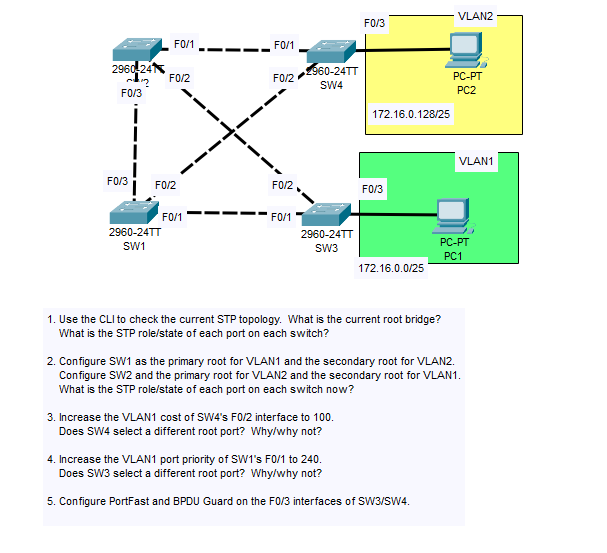 VLAN2
F0/3
F0/1
F0/1
2960-24TT
F0/2
F0/2
2960-24TT
SW4
F0/3
PC-PT
PC2
172.16.0.128/25
VLAN1
F0/3
F0/2
F0/2
F0/3
F0/1
F0/1
2960-24TT
SW1
2960-24TT
SW3
PC-PT
PC1
172.16.0.0/25
1. Use the CLI to check the current STP topology. What is the current root bridge?
What is the STP role/state of each port on each switch?
2. Configure SW1 as the primary root for VLAN1 and the secondary root for VLAN2.
Configure SW2 and the primary root for VLAN2 and the secondary root for VLAN1.
What is the STP role/state of each port on each switch now?
3. Increase the VLAN1 cost of SW4's F0/2 interface to 100.
Does SW4 select a different root port? Why/why not?
4. Increase the VLAN1 port priority of SW1's F0/1 to 240.
Does SW3 select a different root port? Why/why not?
5. Configure PortFast and BPDU Guard on the F0/3 interfaces of SW3/SW4.